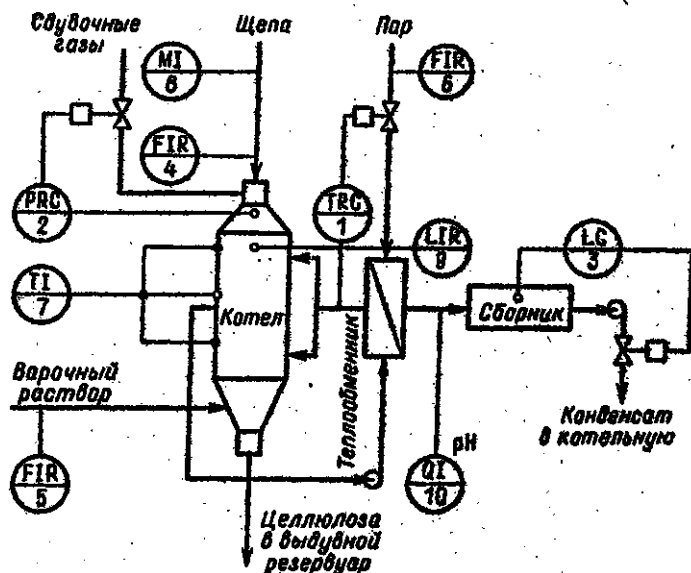 Сдувочные
газы
Щепа
Пар
MI
8
FIR
6
FIR
4
PRC
2
TRC
1
LIR
9
LC
3
TI
7
Котел
Теплообменник
Сборник
Варочный
раствор
Конденсат
в котельную
pH
FIR
5
QI
10
Целлюлоза
в выдувной
резервуар